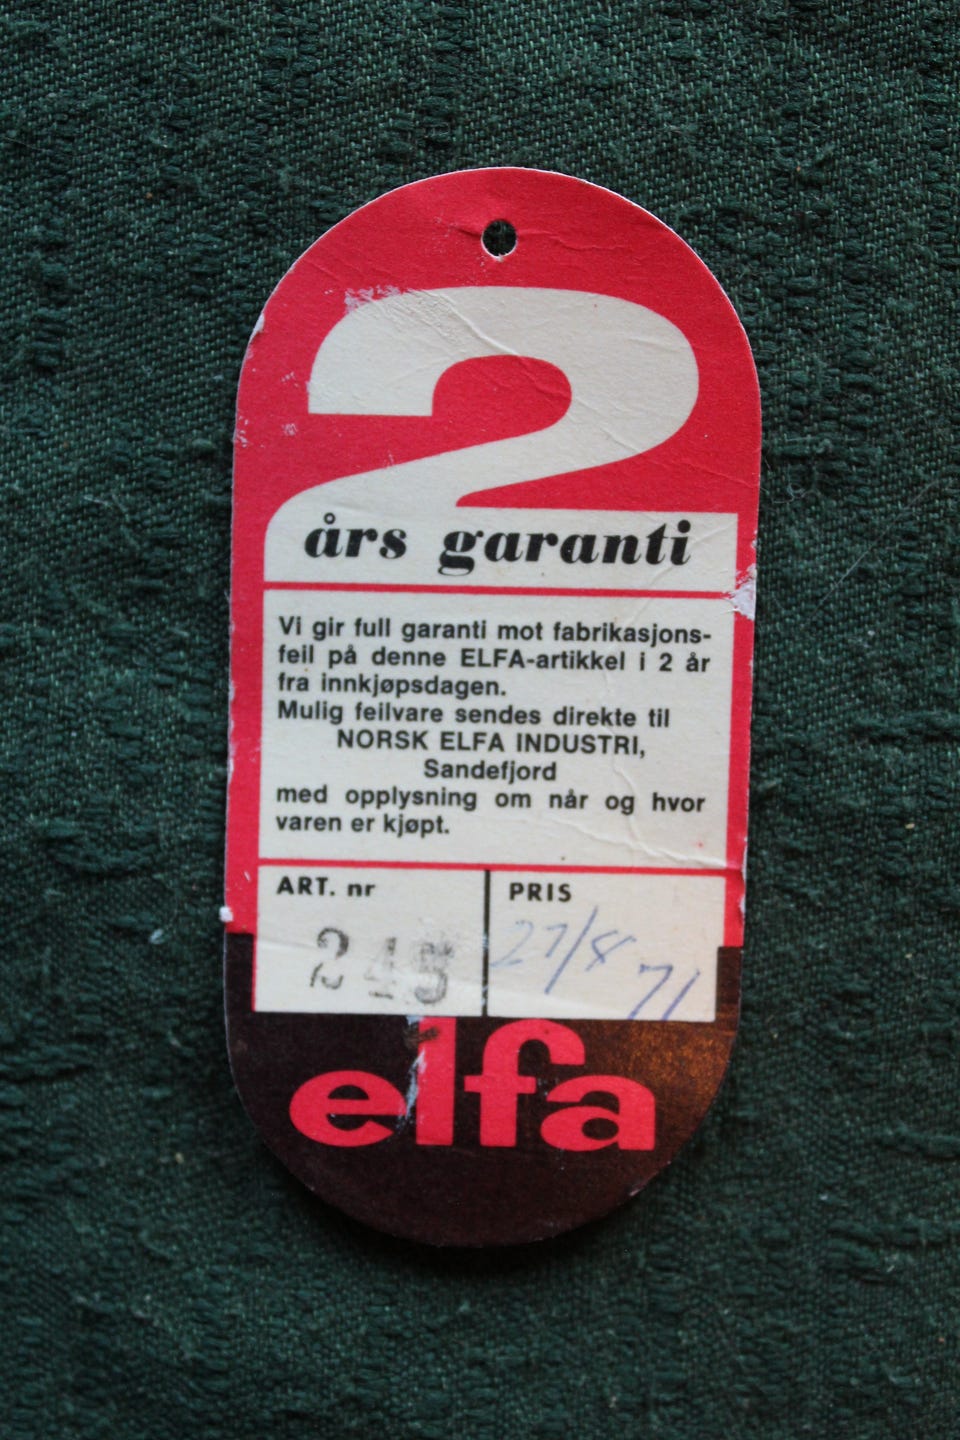 2
års garanti
Vi gir full garanti mot fabrikasjons-
feil på denne ELFA-artikkel i 2 år
fra innkjøpsdagen.
Mulig feilvare sendes direkte til
NORSK ELFA INDUSTRI,
Sandefjord
med opplysning om når og hvor
varen er kjøpt.
ART. nr
PRIS
27/8 71
elfa